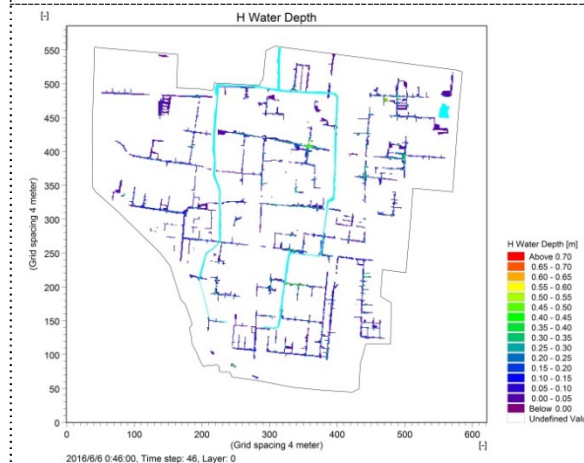 [-]
H Water Depth
550
500
450
400
350
300
250
200
150
100
50
0
(Grid spacing 4 meter)
0 100 200 300 400 500 600
(Grid spacing 4 meter)
[-]
2016/6/6 0:46:00, Time step: 46, Layer: 0
H Water Depth [m]
Above 0.70
0.65 - 0.70
0.60 - 0.65
0.55 - 0.60
0.50 - 0.55
0.45 - 0.50
0.40 - 0.45
0.35 - 0.40
0.30 - 0.35
0.25 - 0.30
0.20 - 0.25
0.15 - 0.20
0.10 - 0.15
0.05 - 0.10
0.00 - 0.05
Below 0.00
Undefined Valu